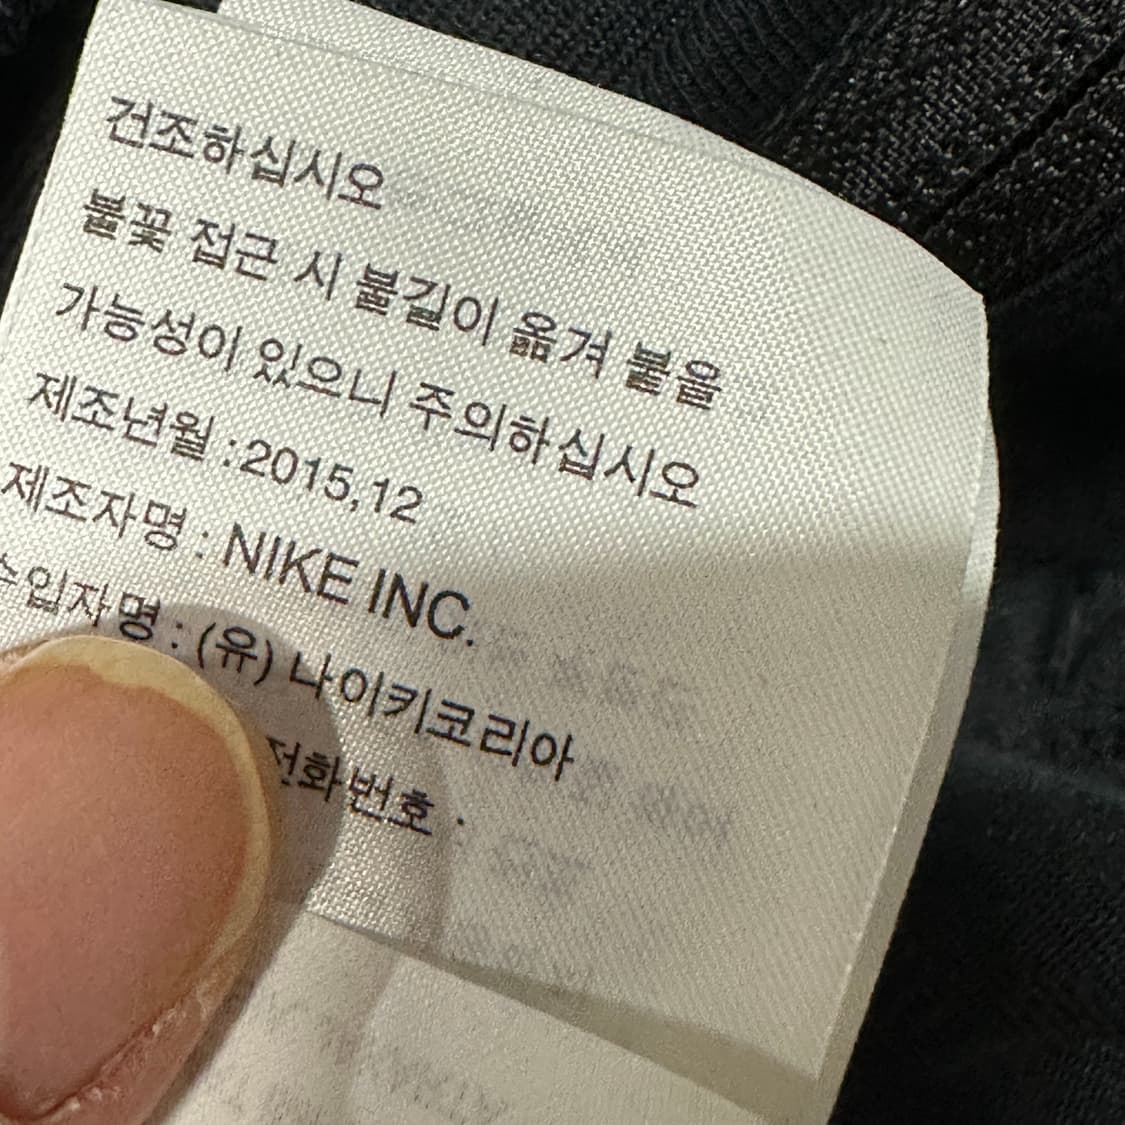 건조하십시오
불꽃 접근 시 불길이 옮겨 붙을
가능성이 있으니 주의하십시오
제조년월 :2015,12
제조자명 : NIKE INC.
수입자명 : (유) 나이키코리아
전화번호 :